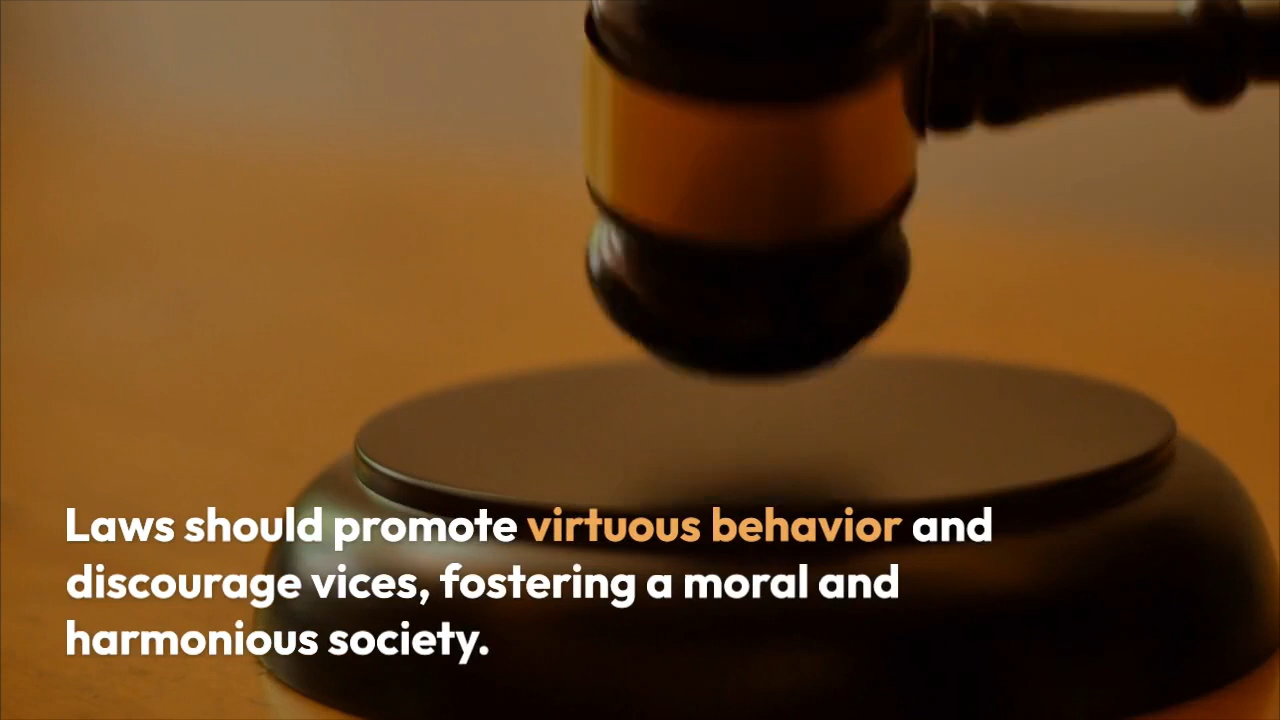 Laws should promote virtuous behavior and
discourage vices, fostering a moral and
harmonious society.